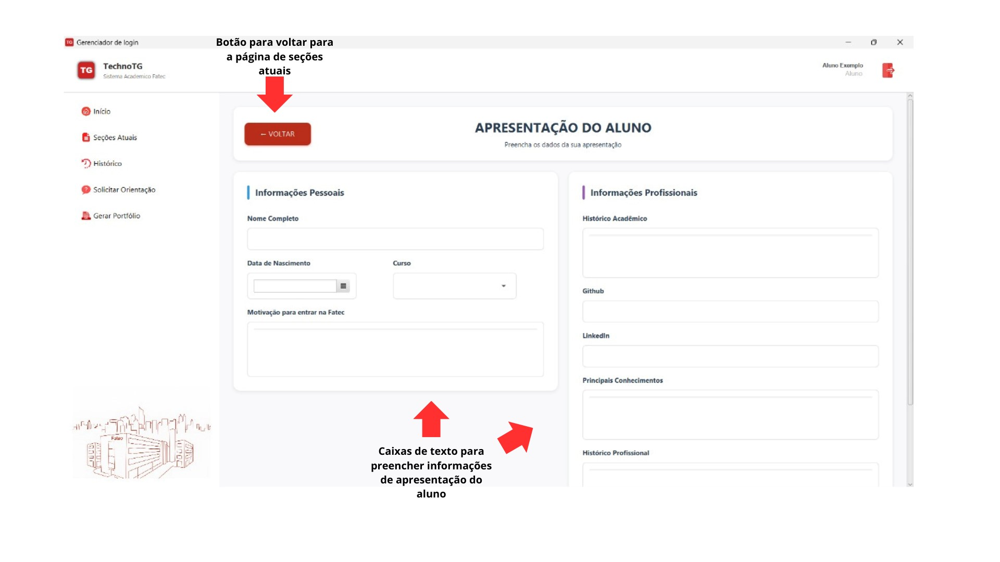 TG Gerenciador de login
Botão para voltar para
a página de seções
atuais
TG
TechnoTG
Sistema Academico Fatec
Aluno Exemplo
Aluno
Início
Seções Atuais
Histórico
Solicitar Orientação
Gerar Portfólio
← VOLTAR
APRESENTAÇÃO DO ALUNO
Preencha os dados da sua apresentação
Informações Pessoais
Nome Completo
Data de Nascimento
Curso
Motivação para entrar na Fatec
Informações Profissionais
Histórico Acadêmico
Github
LinkedIn
Principais Conhecimentos
Histórico Profissional
Caixas de texto para
preencher informações
de apresentação do
aluno
Fatec